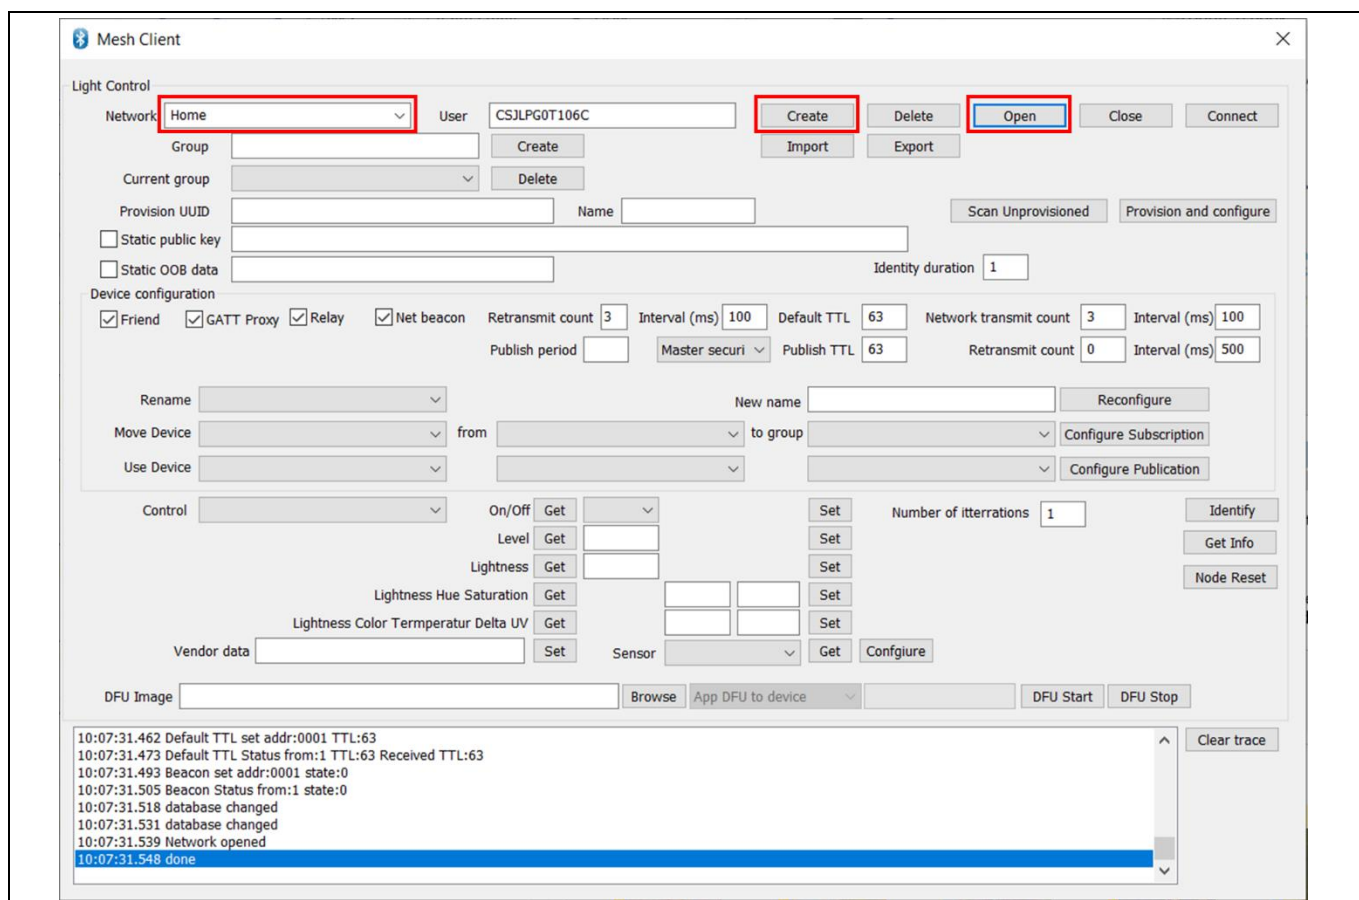 Mesh Client
Light Control
Network Home User CSJLPG0T106C Create Delete Open Close Connect
Group Create Import Export
Current group Delete
Provision UUID Name Scan Unprovisioned Provision and configure
Static public key
Static OOB data Identity duration 1
Device configuration
Friend GATT Proxy Relay Net beacon Retransmit count 3 Interval (ms) 100 Default TTL 63 Network transmit count 3 Interval (ms) 100
Publish period Master securi Publish TTL 63 Retransmit count 0 Interval (ms) 500
Rename New name Reconfigure
Move Device from to group Configure Subscription
Use Device Configure Publication
Control On/Off Get Set Number of itterrations 1 Identify
Level Get Set Get Info
Lightness Get Set Node Reset
Lightness Hue Saturation Get Set
Lightness Color Termperatur Delta UV Get Set
Vendor data Set Sensor Get Confgiure
DFU Image Browse App DFU to device DFU Start DFU Stop
10:07:31.462 Default TTL set addr:0001 TTL:63 Clear trace
10:07:31.473 Default TTL Status from:1 TTL:63 Received TTL:63
10:07:31.493 Beacon set addr:0001 state:0
10:07:31.505 Beacon Status from:1 state:0
10:07:31.518 database changed
10:07:31.531 database changed
10:07:31.539 Network opened
10:07:31.548 done